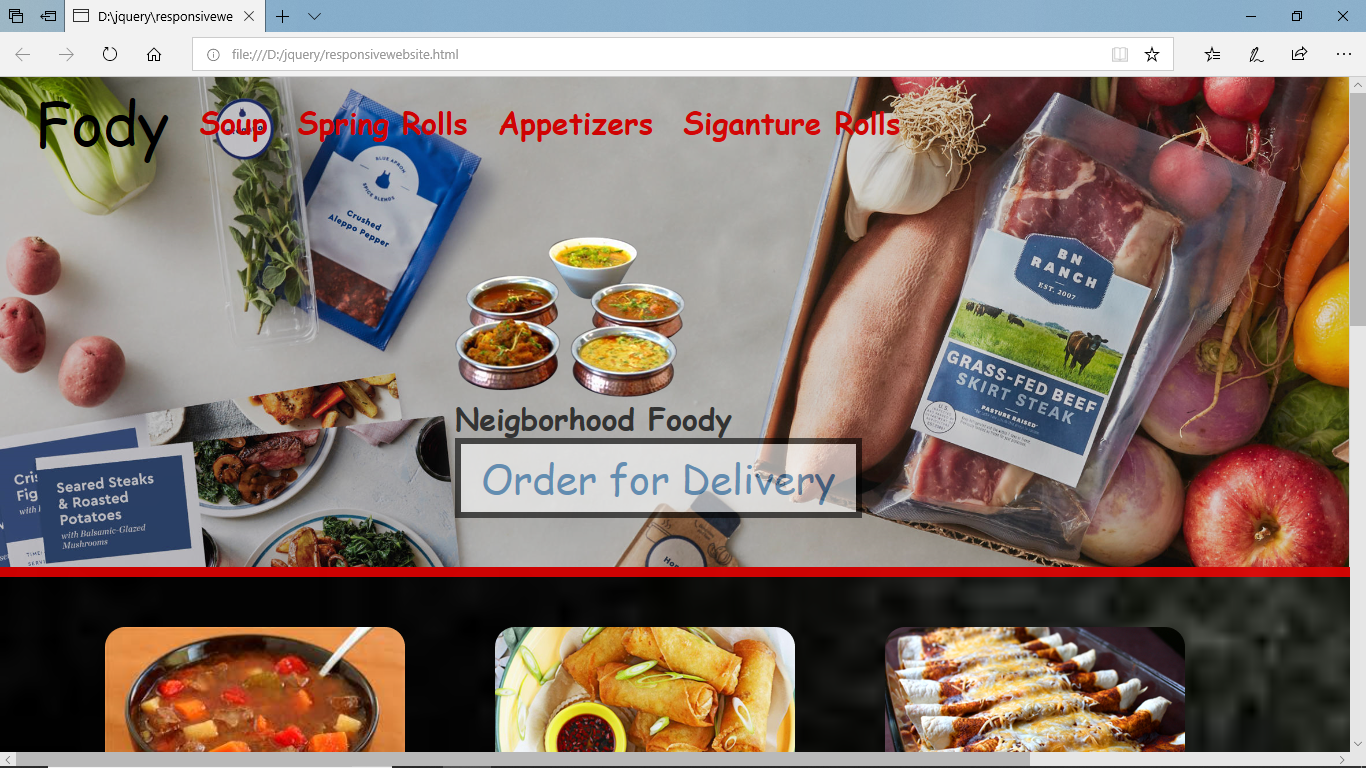 D:\jquery\responsivewe
file:///D:/jquery/responsivewebsite.html
Fody
Soup
Spring Rolls
Appetizers
Siganture Rolls
BLUE APRON
SPICE BLENDS
Crushed
Aleppo Pepper
BN
RANCH
EST. 2007
GRASS-FED BEEF
SKIRT STEAK
PASTURE RAISED
Neigborhood Foody
Order for Delivery
Seared Steaks
& Roasted
Potatoes
with Balsamic-Glazed
Mushrooms